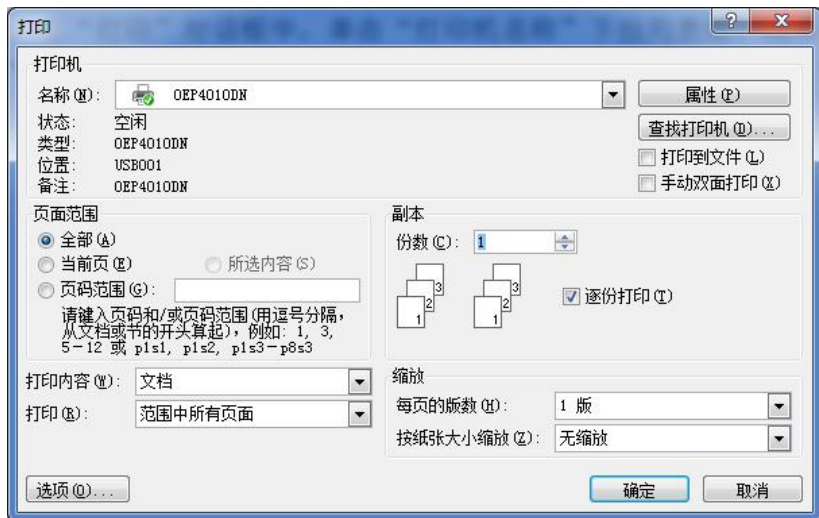 打印
打印机
名称(N): OEP4010DN 属性(P)
状态: 空闲 查找打印机(D)...
类型: OEP4010DN
位置: USB001 打印到文件(L)
备注: OEP4010DN 手动双面打印(X)
页面范围
全部(A)
当前页(E) 所选内容(S)
页码范围(G):
请键入页码和/或页码范围(用逗号分隔,
从文档或节的开头算起), 例如: 1, 3,
5-12 或 p1s1, p1s2, p1s3-p8s3
副本
份数(C): 1
1 2 3 1 2 3
逐份打印(T)
打印内容(W): 文档
打印(R): 范围中所有页面
缩放
每页的版数(H): 1 版
按纸张大小缩放(Z): 无缩放
选项(O)... 确定 取消